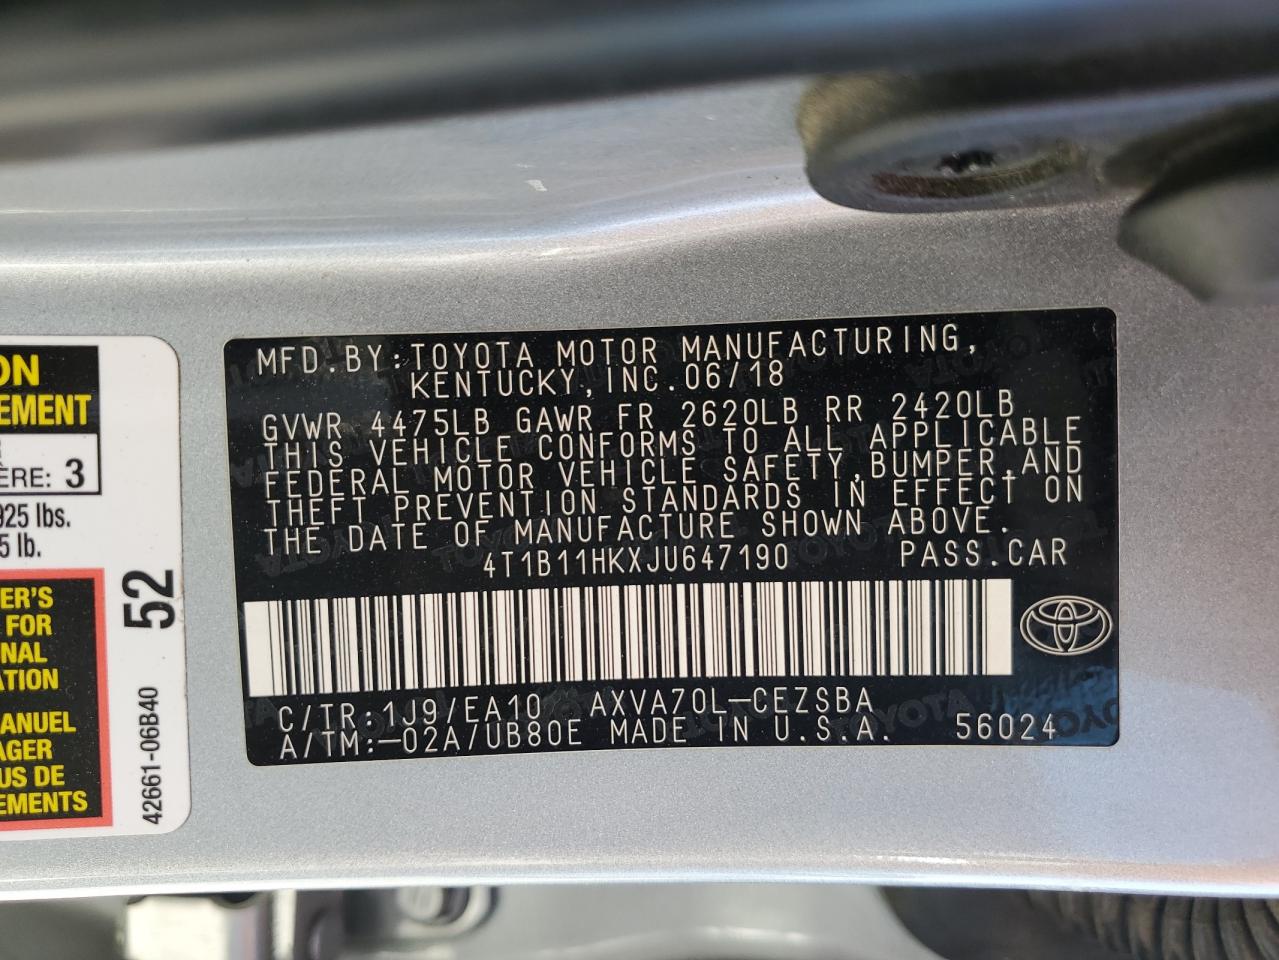 MFD.BY:TOYOTA MOTOR MANUFACTURING,
KENTUCKY,INC.06/18
GVWR 4475LB GAWR FR 2620LB RR 2420LB
THIS VEHICLE CONFORMS TO ALL APPLICABLE
FEDERAL MOTOR VEHICLE SAFETY,BUMPER,AND
THEFT PREVENTION STANDARDS IN EFFECT ON
THE DATE OF MANUFACTURE SHOWN ABOVE.
4T1B11HKXJU647190 PASS.CAR
C/TR:1J9/EA10 AXVA70L-CEZSBA
A/TM:-02A/UB80E MADE IN U.S.A. 56024
ON
EMENT
ÈRE: 3
925 lbs.
5 lb.
ER'S
FOR
NAL
TION
ANUEL
AGER
US DE
EMENTS
52
42661-06B40